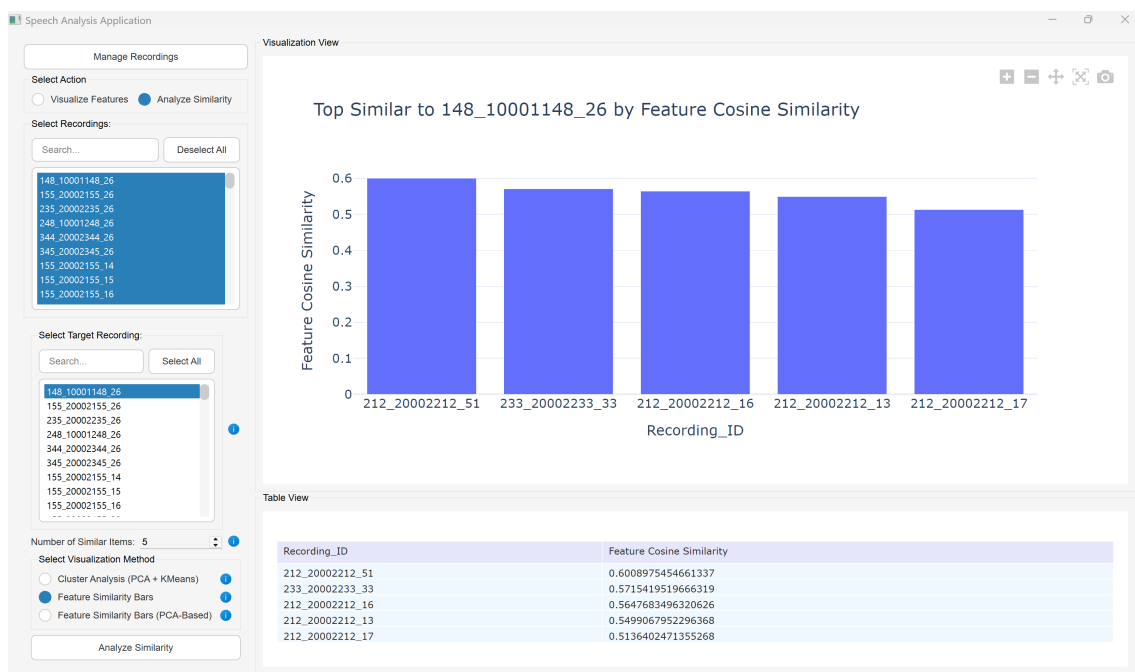 Speech Analysis Application
Manage Recordings
Select Action
Visualize Features Analyze Similarity
Select Recordings:
Search... Deselect All
148_10001148_26
155_20002155_26
235_20002235_26
248_10001248_26
344_20002344_26
345_20002345_26
155_20002155_14
155_20002155_15
155_20002155_16
Select Target Recording:
Search... Select All
148_10001148_26
155_20002155_26
235_20002235_26
248_10001248_26
344_20002344_26
345_20002345_26
155_20002155_14
155_20002155_15
155_20002155_16
Number of Similar Items: 5
Select Visualization Method
Cluster Analysis (PCA + KMeans)
Feature Similarity Bars
Feature Similarity Bars (PCA-Based)
Analyze Similarity
Visualization View
Top Similar to 148_10001148_26 by Feature Cosine Similarity
Feature Cosine Similarity
0.6
0.5
0.4
0.3
0.2
0.1
0
212_20002212_51 233_20002233_33 212_20002212_16 212_20002212_13 212_20002212_17
Recording_ID
Table View
Recording_ID Feature Cosine Similarity
212_20002212_51 0.6008975454661337
233_20002233_33 0.5715419519666319
212_20002212_16 0.5647683496320626
212_20002212_13 0.5499067952296368
212_20002212_17 0.5136402471355268